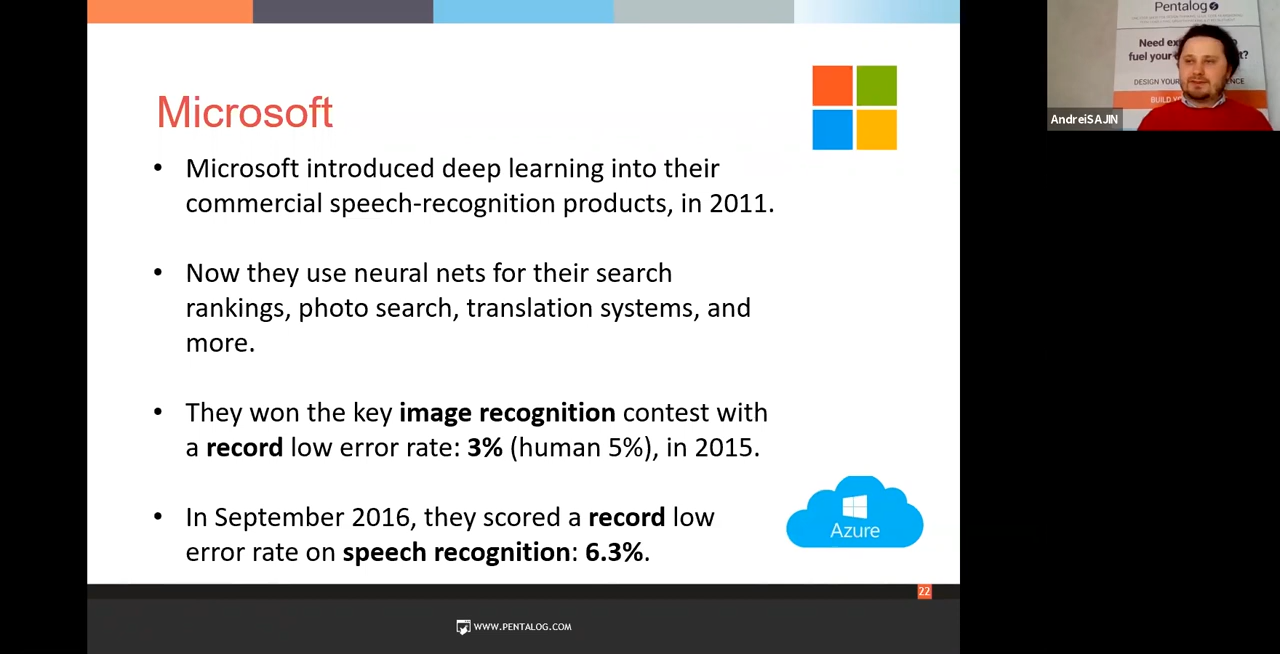 Microsoft
• Microsoft introduced deep learning into their
commercial speech-recognition products, in 2011.
• Now they use neural nets for their search
rankings, photo search, translation systems, and
more.
• They won the key image recognition contest with
a record low error rate: 3% (human 5%), in 2015.
• In September 2016, they scored a record low
error rate on speech recognition: 6.3%.
Azure
22
WWW.PENTALOG.COM
Pentalog
Need
fuel your
DESIGN YOUR
BUILD
AndreiSAJIN